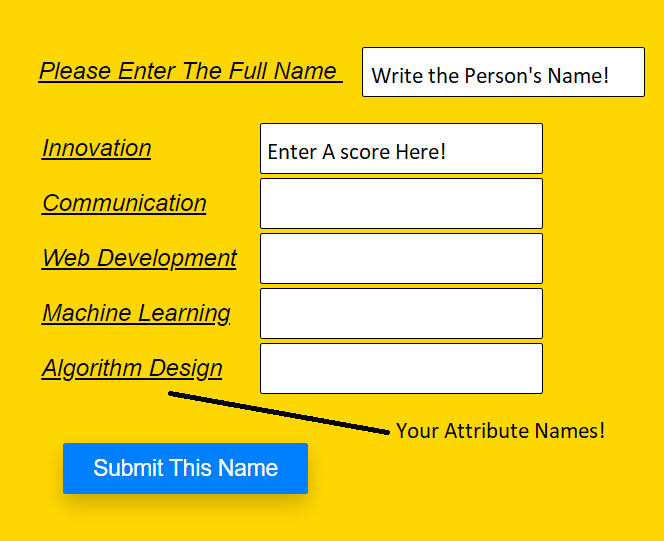 Please Enter The Full Name
Write the Person's Name!
Innovation
Enter A score Here!
Communication
Web Development
Machine Learning
Algorithm Design
Your Attribute Names!
Submit This Name